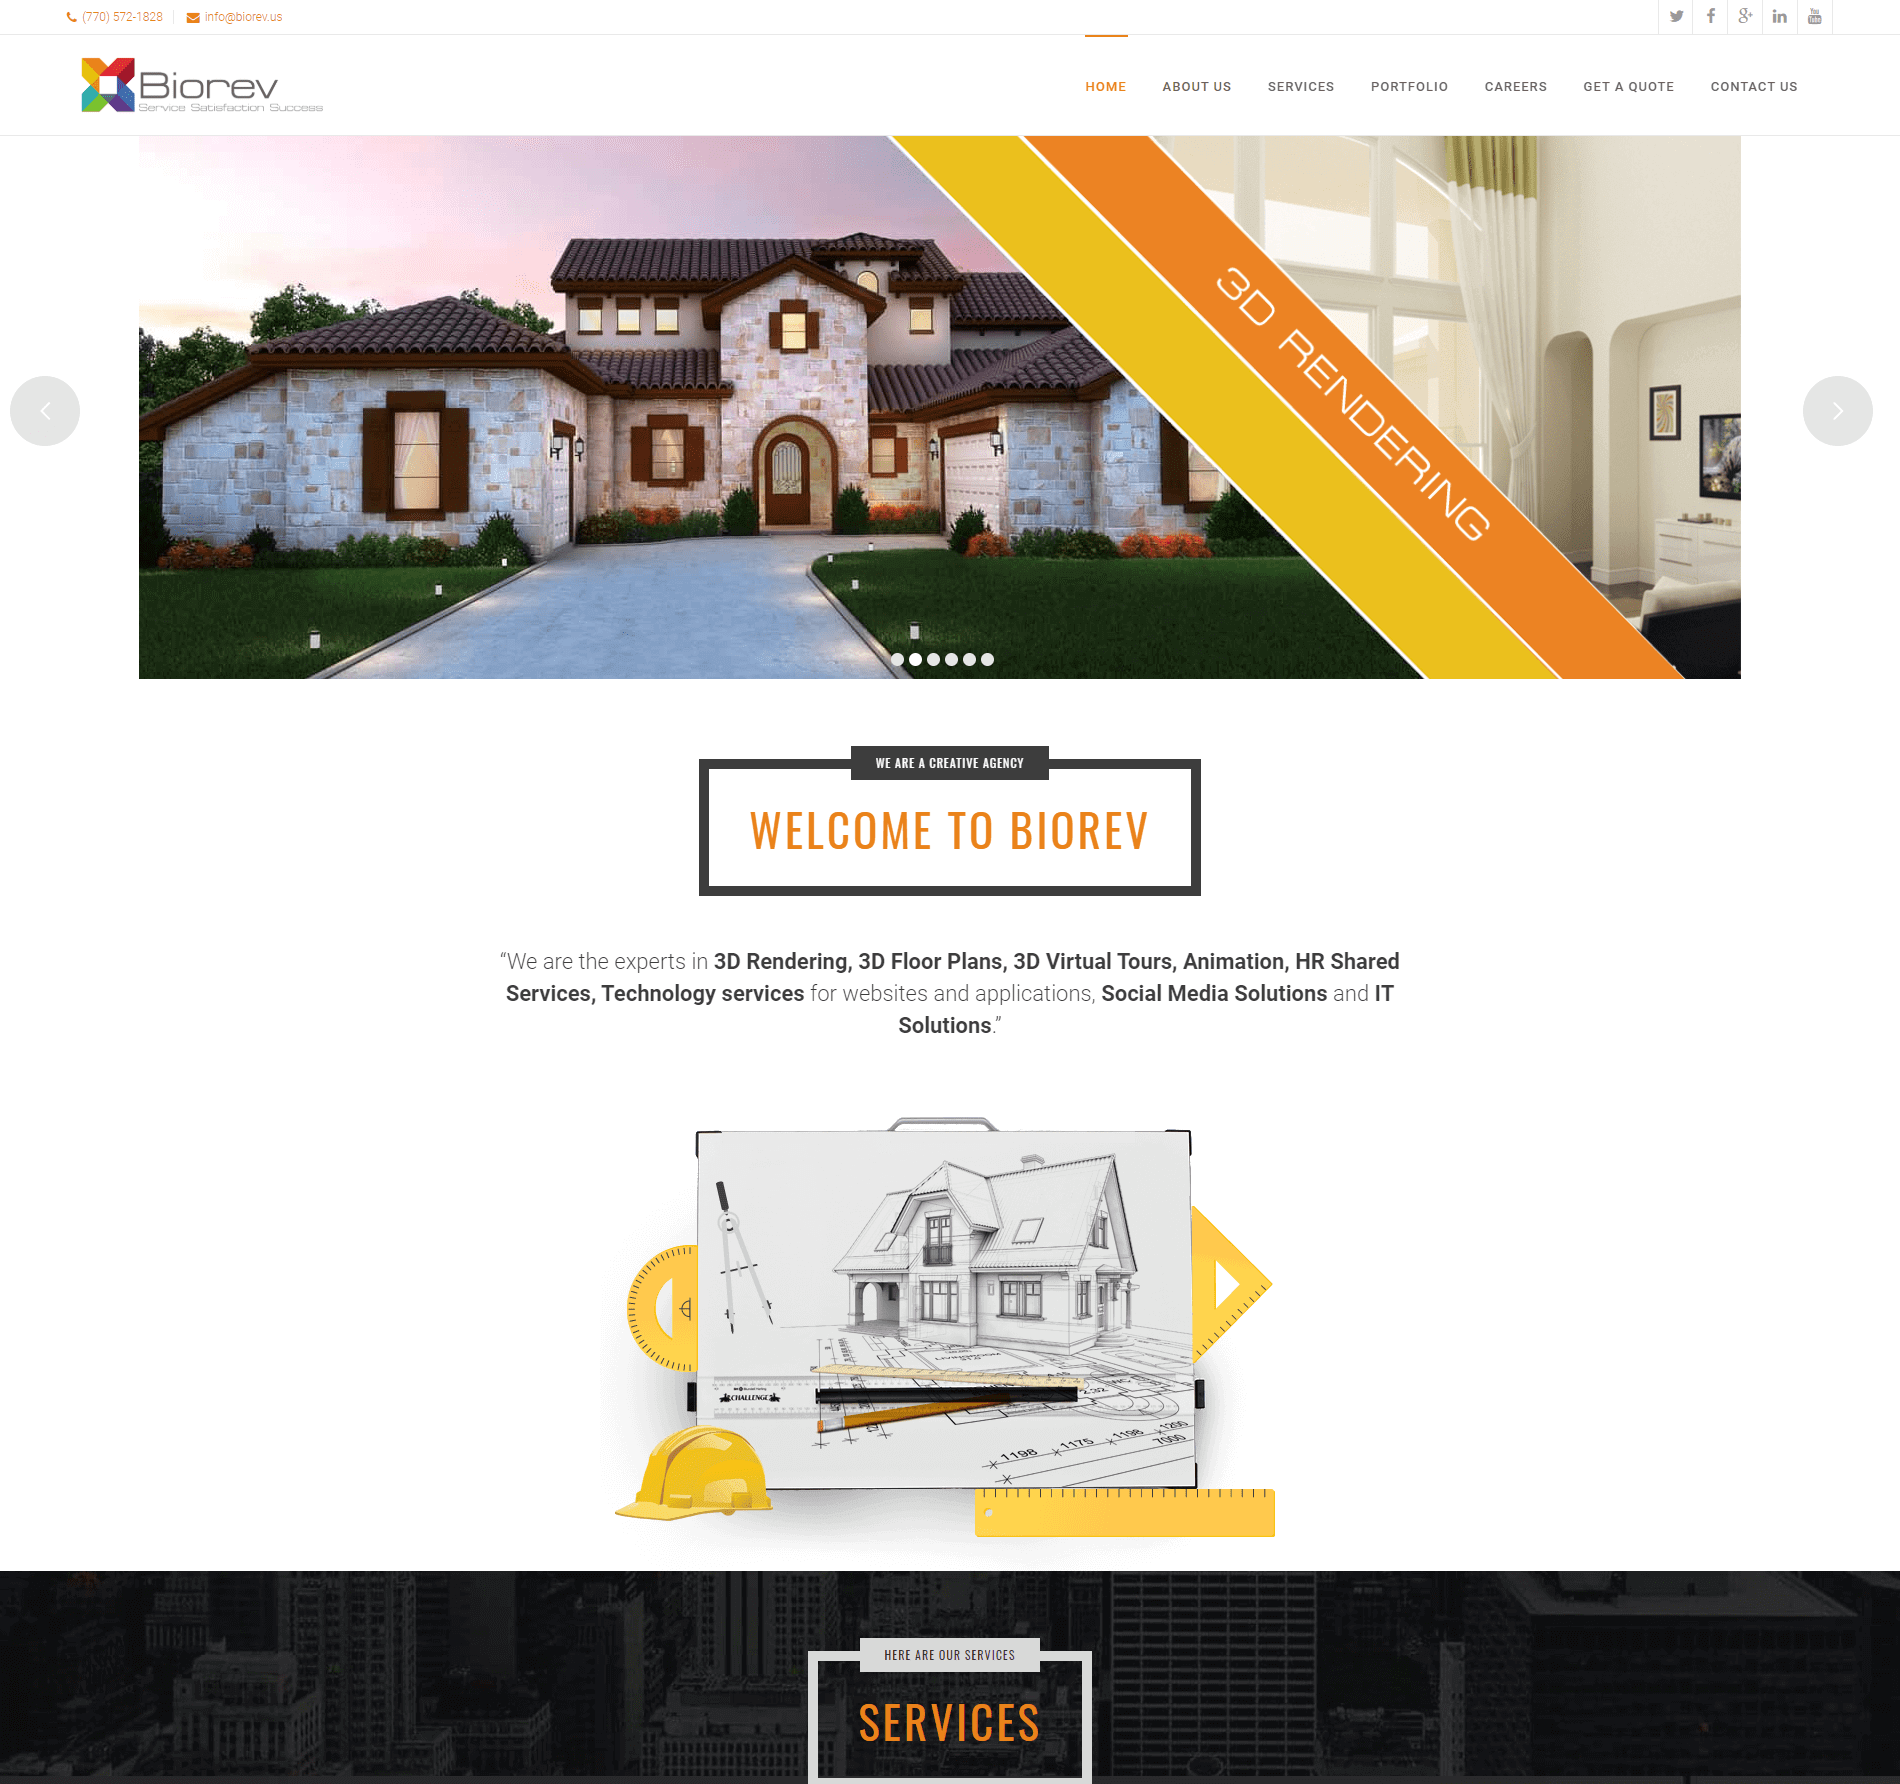 (770) 572-1828
info@biorev.us
Biorev
Service Satisfaction Success
HOME
ABOUT US
SERVICES
PORTFOLIO
CAREERS
GET A QUOTE
CONTACT US
3D RENDERING
WE ARE A CREATIVE AGENCY
WELCOME TO BIOREV
“We are the experts in 3D Rendering, 3D Floor Plans, 3D Virtual Tours, Animation, HR Shared
Services, Technology services for websites and applications, Social Media Solutions and IT
Solutions.”
CHALLENGE
1198 1175 1198 1200
7000
HERE ARE OUR SERVICES
SERVICES